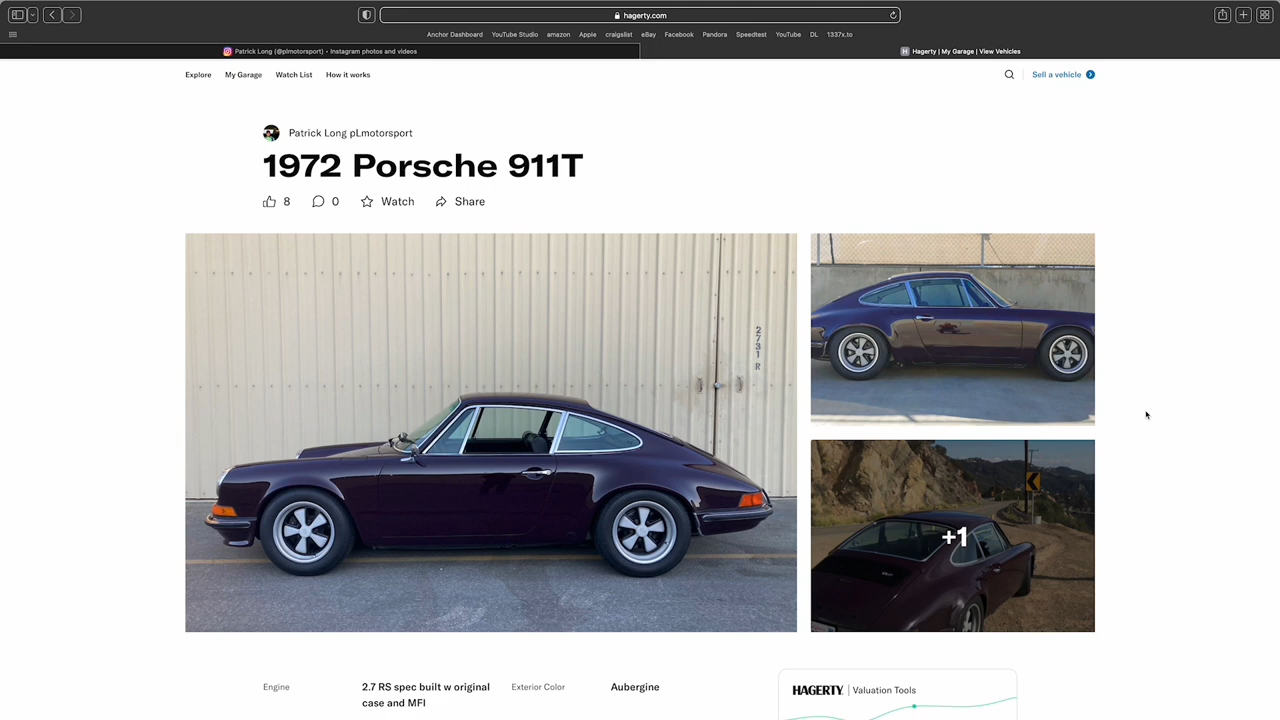 hagerty.com
Anchor Dashboard YouTube Studio amazon Apple craigslist eBay Facebook Pandora Speedtest YouTube DL 1337x.to
Patrick Long (@plmotorsport) • Instagram photos and videos
H Hagerty | My Garage | View Vehicles
Explore My Garage Watch List How it works
Sell a vehicle
Patrick Long pLmotorsport
1972 Porsche 911T
8 0 Watch Share
2731 R
+1
Engine
2.7 RS spec built w original
case and MFI
Exterior Color
Aubergine
HAGERTY | Valuation Tools